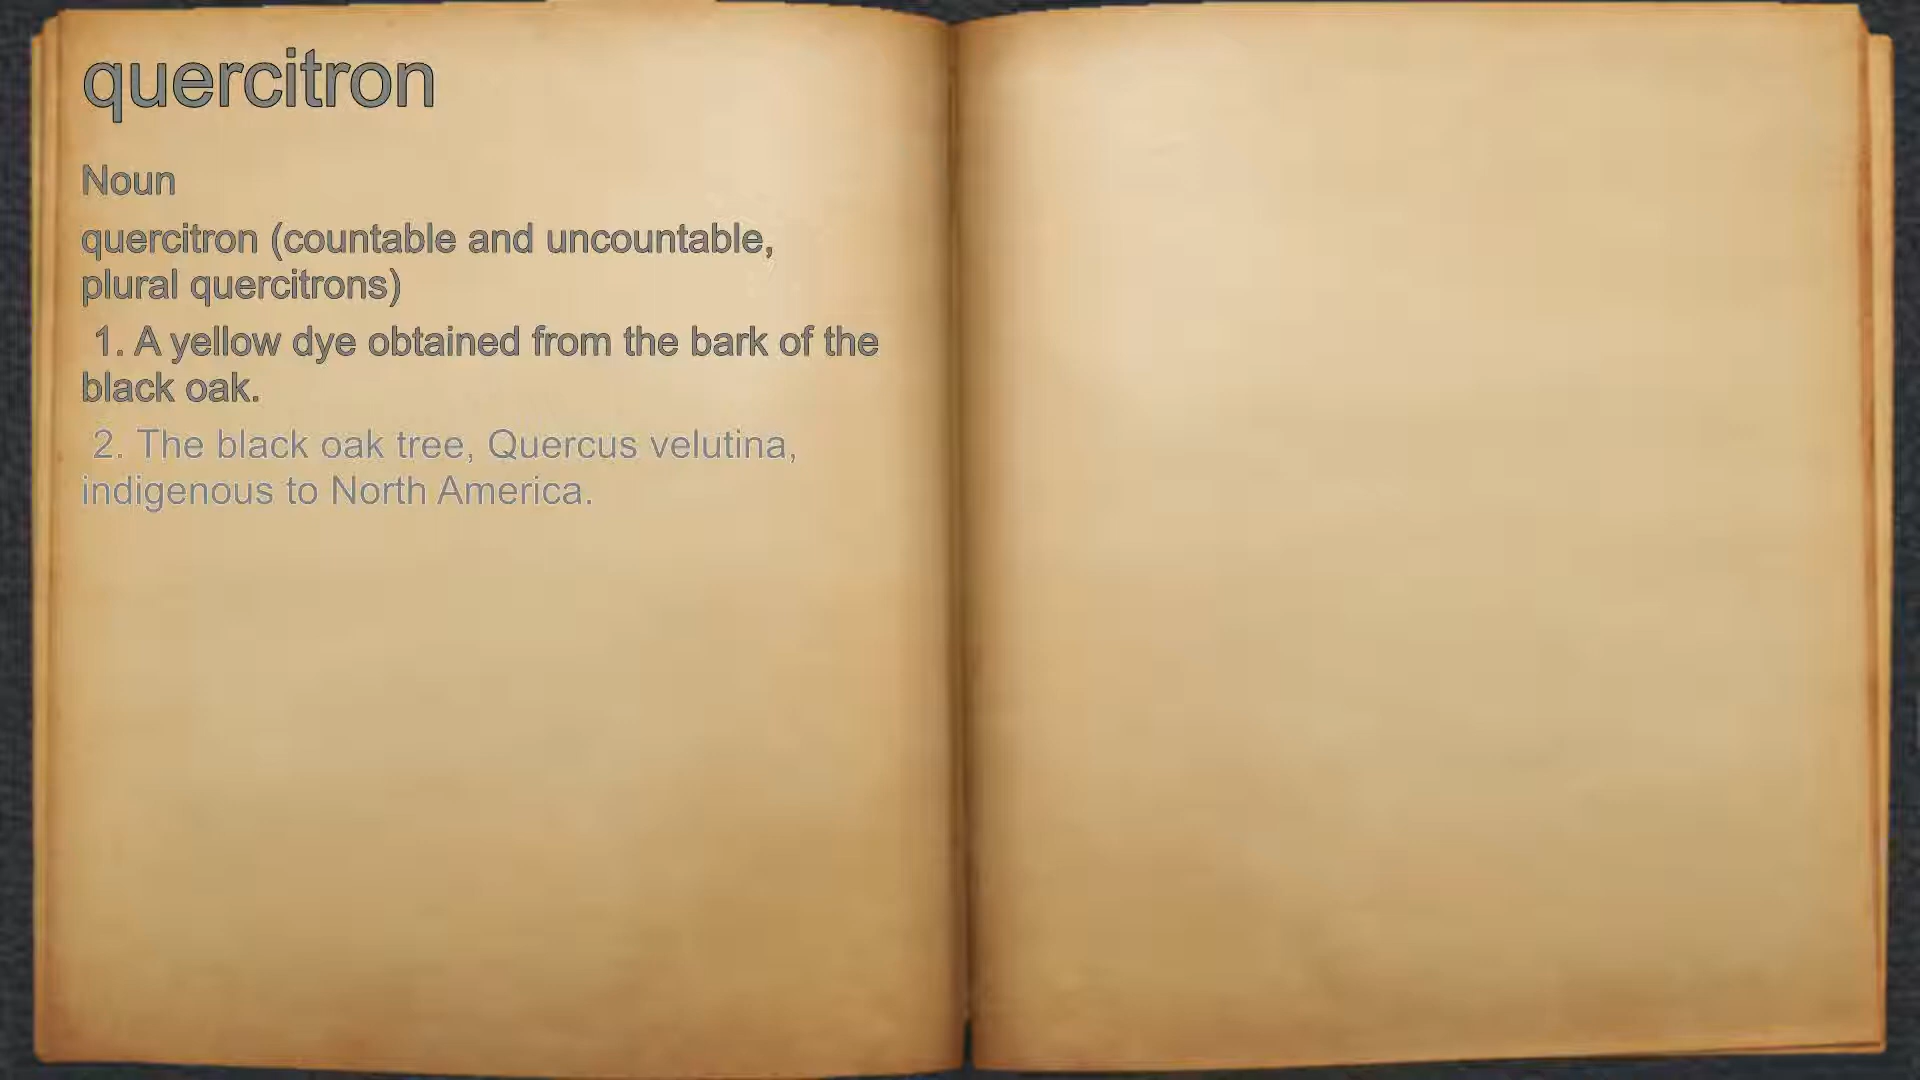 quercitron
Noun
quercitron (countable and uncountable,
plural quercitrons)
1. A yellow dye obtained from the bark of the
black oak.
2. The black oak tree, Quercus velutina,
indigenous to North America.